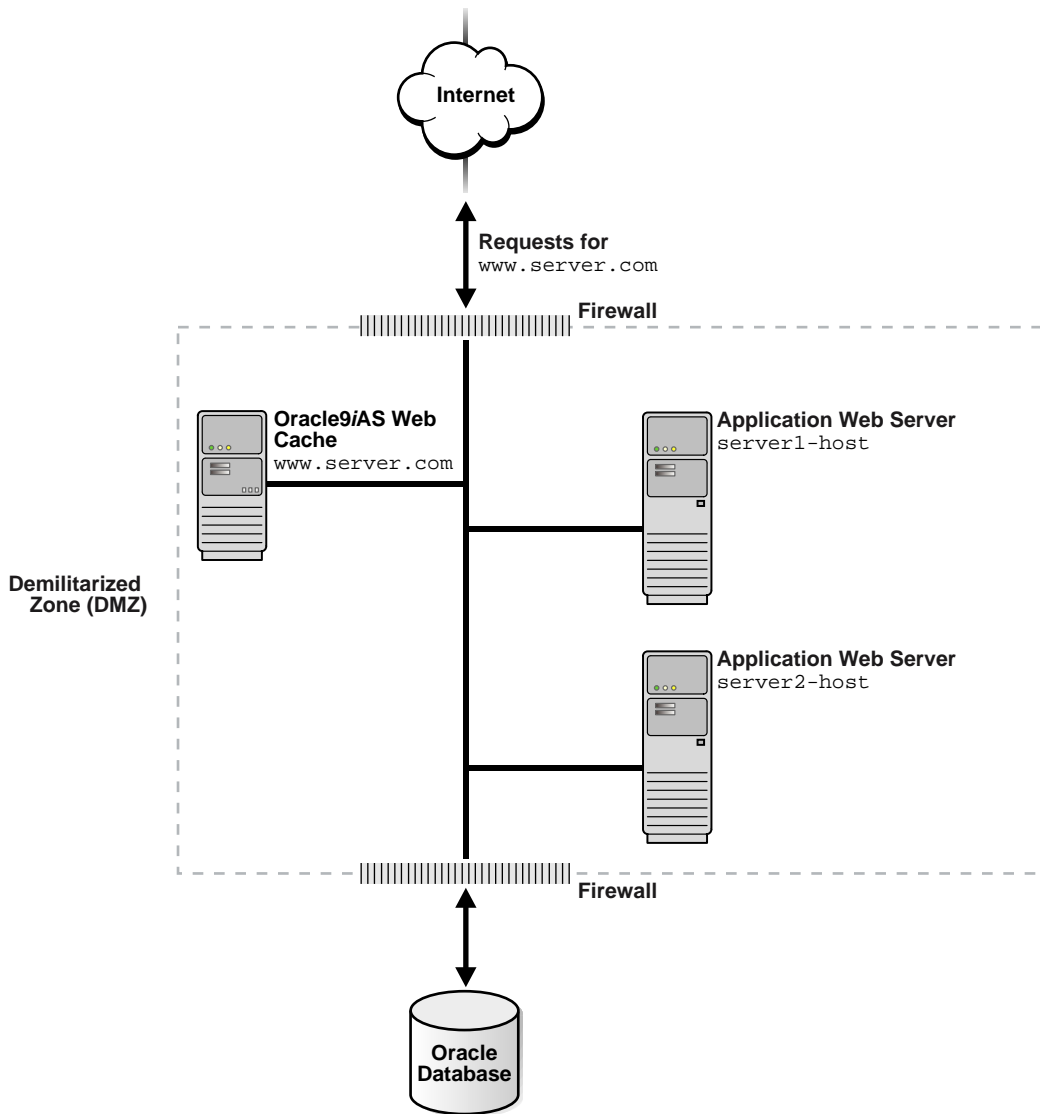 Internet
Requests for
www.server.com
Firewall
Oracle9iAS Web
Cache
www.server.com
Application Web Server
server1-host
Demilitarized
Zone (DMZ)
Application Web Server
server2-host
Firewall
Oracle
Database